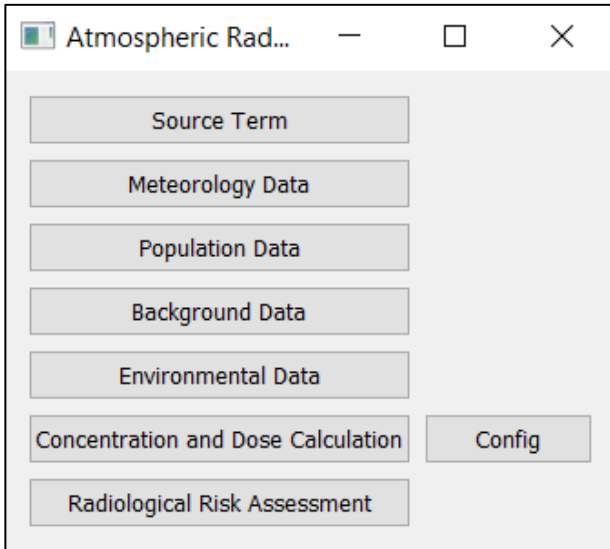 Atmospheric Rad...
Source Term
Meteorology Data
Population Data
Background Data
Environmental Data
Concentration and Dose Calculation Config
Radiological Risk Assessment